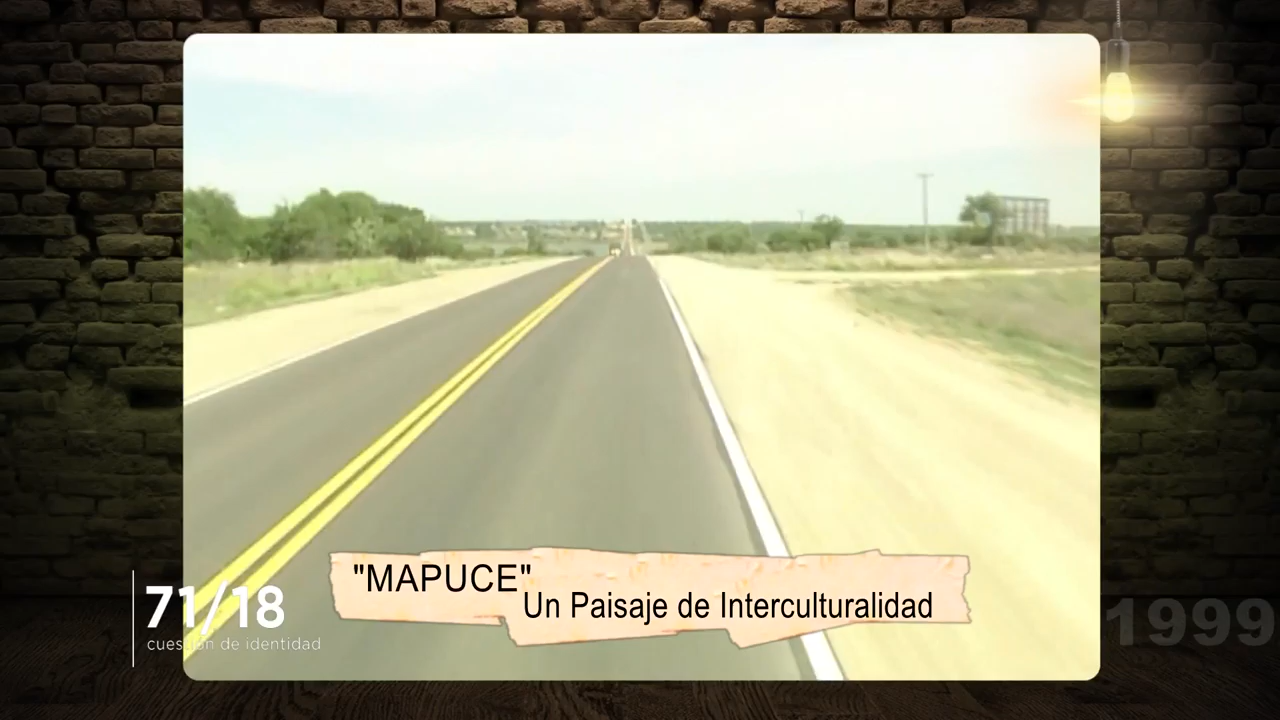 "MAPUCE"
Un Paisaje de Interculturalidad
71/18
cuestión de identidad
1999